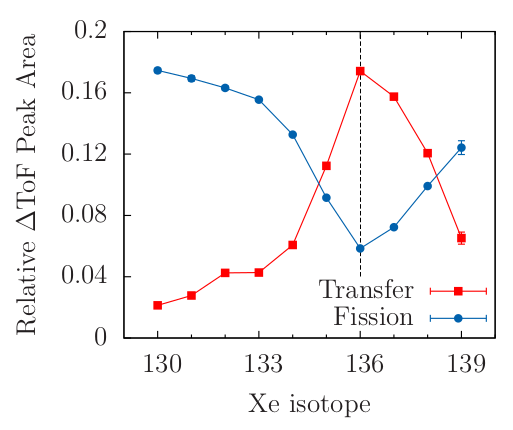 Relative ΔToF Peak Area
0.2
0.16
0.12
0.08
0.04
0
Transfer
Fission
130
133
136
139
Xe isotope